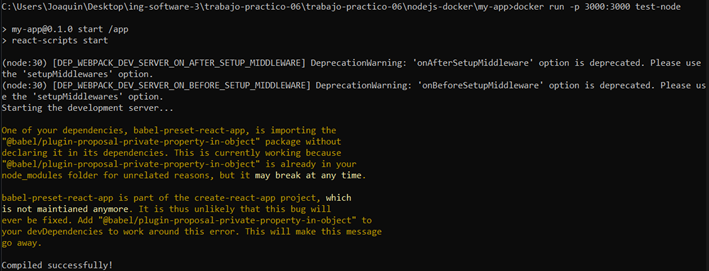 C:\Users\Joaquin\Desktop\ing-software-3\trabajo-practico-06\trabajo-practico-06\nodejs-docker\my-app>docker run -p 3000:3000 test-node
> my-app@0.1.0 start /app
> react-scripts start
(node:30) [DEP_WEBPACK_DEV_SERVER_ON_AFTER_SETUP_MIDDLEWARE] DeprecationWarning: 'onAfterSetupMiddleware' option is deprecated. Please use
the 'setupMiddlewares' option.
(node:30) [DEP_WEBPACK_DEV_SERVER_ON_BEFORE_SETUP_MIDDLEWARE] DeprecationWarning: 'onBeforeSetupMiddleware' option is deprecated. Please us
e the 'setupMiddlewares' option.
Starting the development server...
One of your dependencies, babel-preset-react-app, is importing the
"@babel/plugin-proposal-private-property-in-object" package without
declaring it in its dependencies. This is currently working because
"@babel/plugin-proposal-private-property-in-object" is already in your
node_modules folder for unrelated reasons, but it may break at any time.
babel-preset-react-app is part of the create-react-app project, which
is not maintianed anymore. It is thus unlikely that this bug will
ever be fixed. Add "@babel/plugin-proposal-private-property-in-object" to
your devDependencies to work around this error. This will make this message
go away.
Compiled successfully!